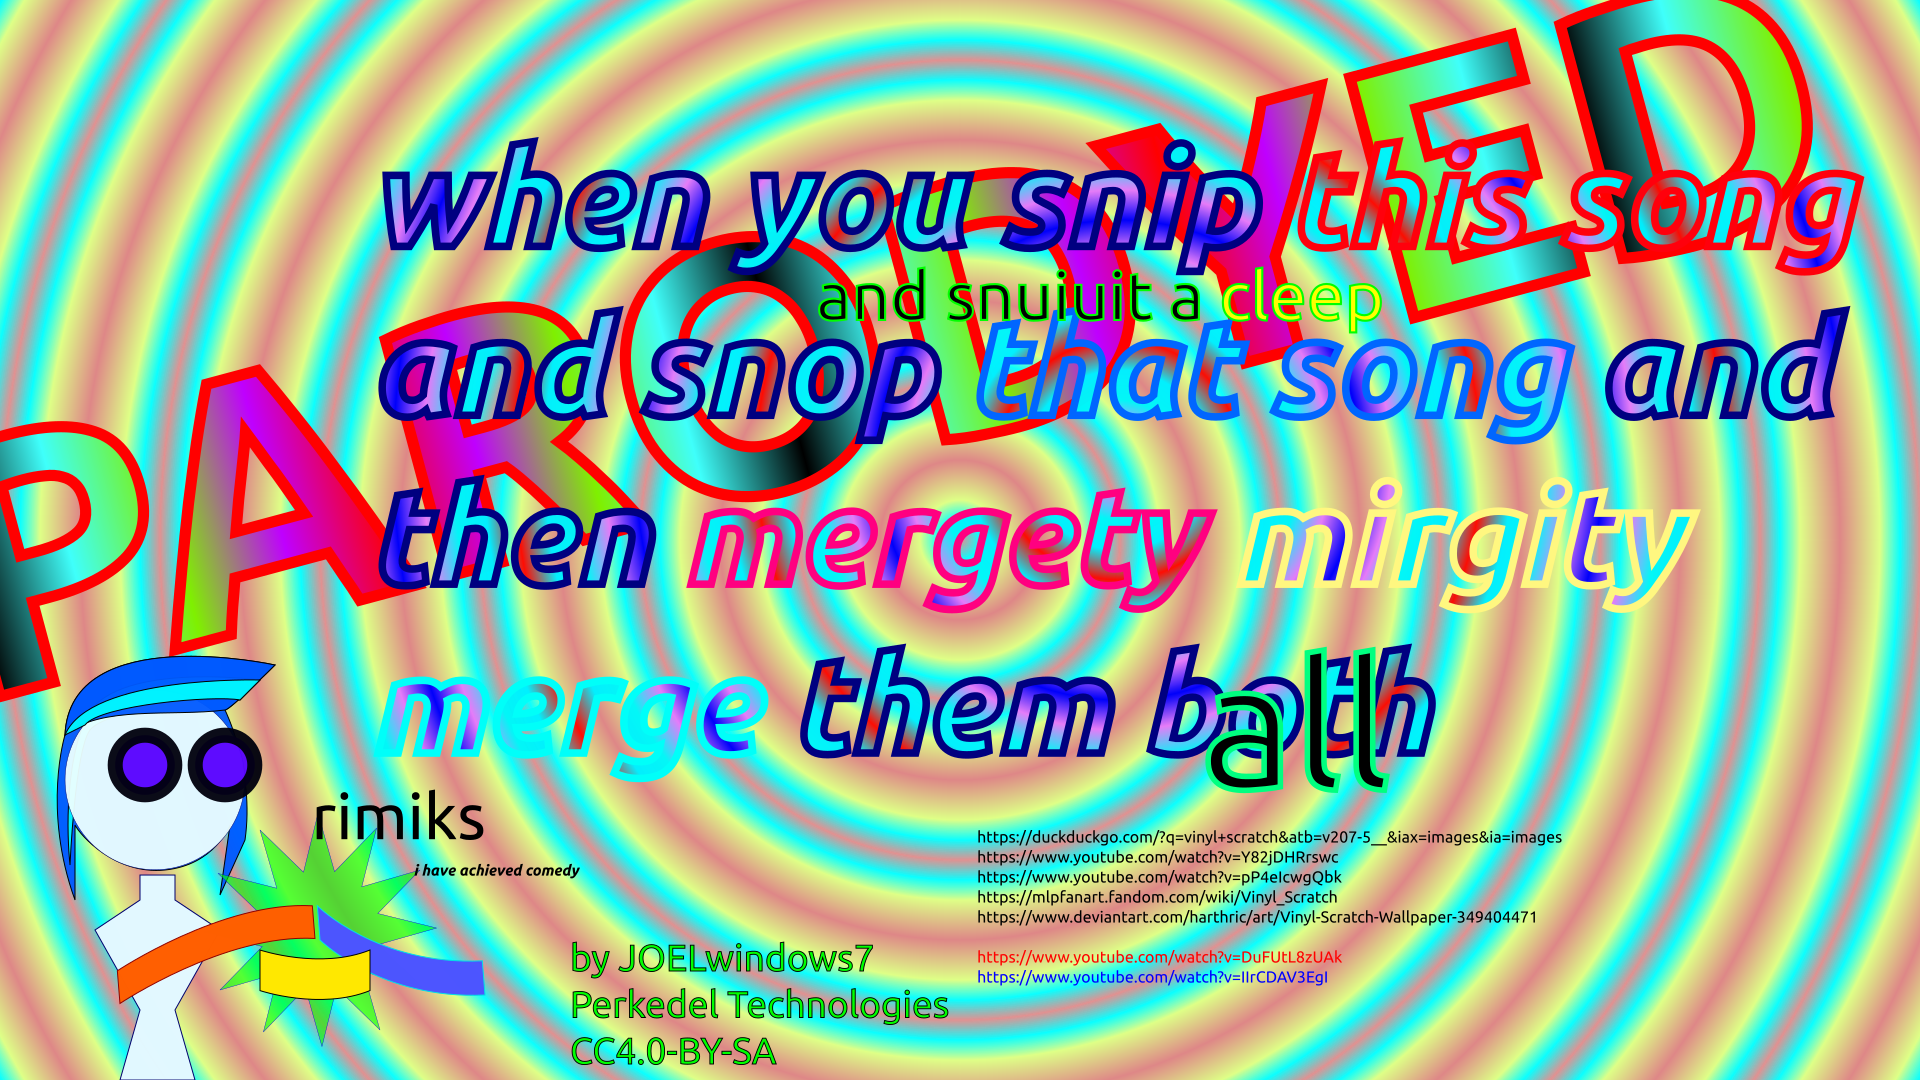 PARODYED
when you snip this song
and snuiuit a cleep
and snop that song and
then mergety mirgity
merge them both
all
rimiks
i have achieved comedy
https://duckduckgo.com/?q=vinyl+scratch&atb=v207-5__&iax=images&ia=images
https://www.youtube.com/watch?v=Y82jDHRrswc
https://www.youtube.com/watch?v=pP4eIcwgQbk
https://mlpfanart.fandom.com/wiki/Vinyl_Scratch
https://www.deviantart.com/harthric/art/Vinyl-Scratch-Wallpaper-349404471
https://www.youtube.com/watch?v=DuFUtL8zUAk
https://www.youtube.com/watch?v=IIrCDAV3EgI
by JOELwindows7
Perkedel Technologies
CC4.0-BY-SA